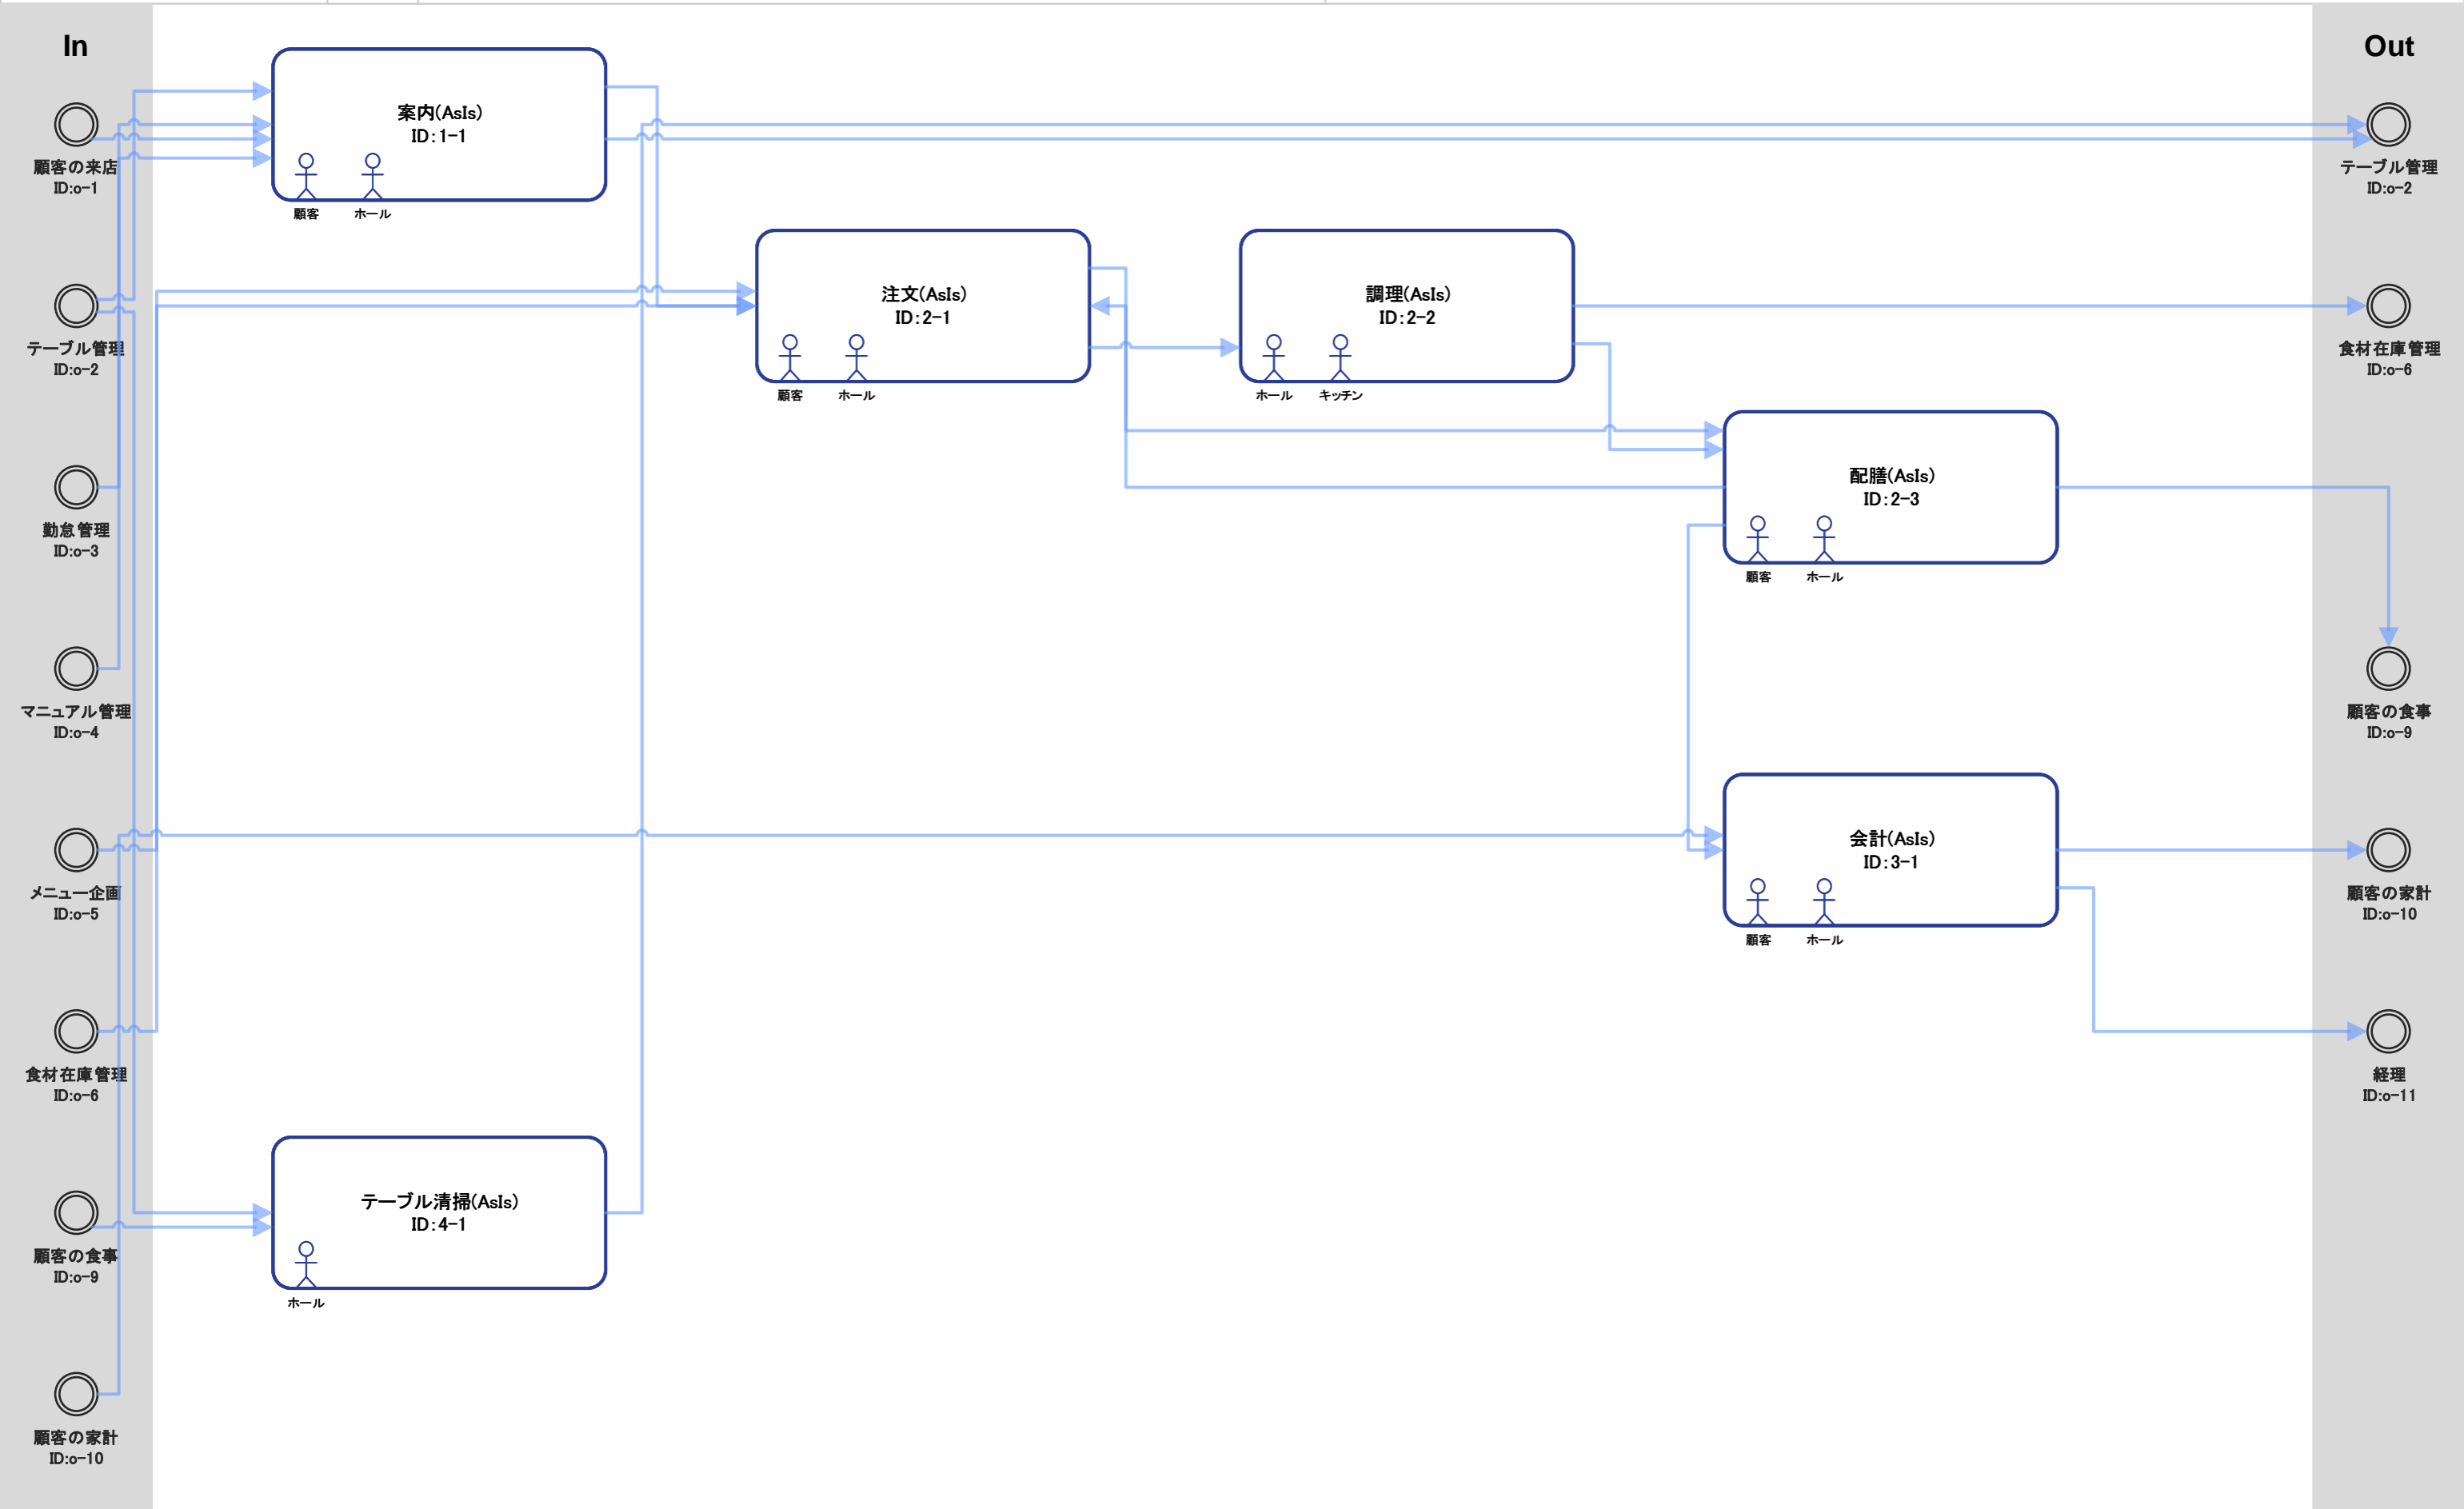 In
Out
顧客の来店
ID:o-1
テーブル管理
ID:o-2
勤怠管理
ID:o-3
マニュアル管理
ID:o-4
メニュー企画
ID:o-5
食材在庫管理
ID:o-6
顧客の食事
ID:o-9
顧客の家計
ID:o-10
案内(AsIs)
ID:1-1
顧客
ホール
注文(AsIs)
ID:2-1
顧客
ホール
調理(AsIs)
ID:2-2
ホール
キッチン
配膳(AsIs)
ID:2-3
顧客
ホール
会計(AsIs)
ID:3-1
顧客
ホール
テーブル清掃(AsIs)
ID:4-1
ホール
テーブル管理
ID:o-2
食材在庫管理
ID:o-6
顧客の食事
ID:o-9
顧客の家計
ID:o-10
経理
ID:o-11